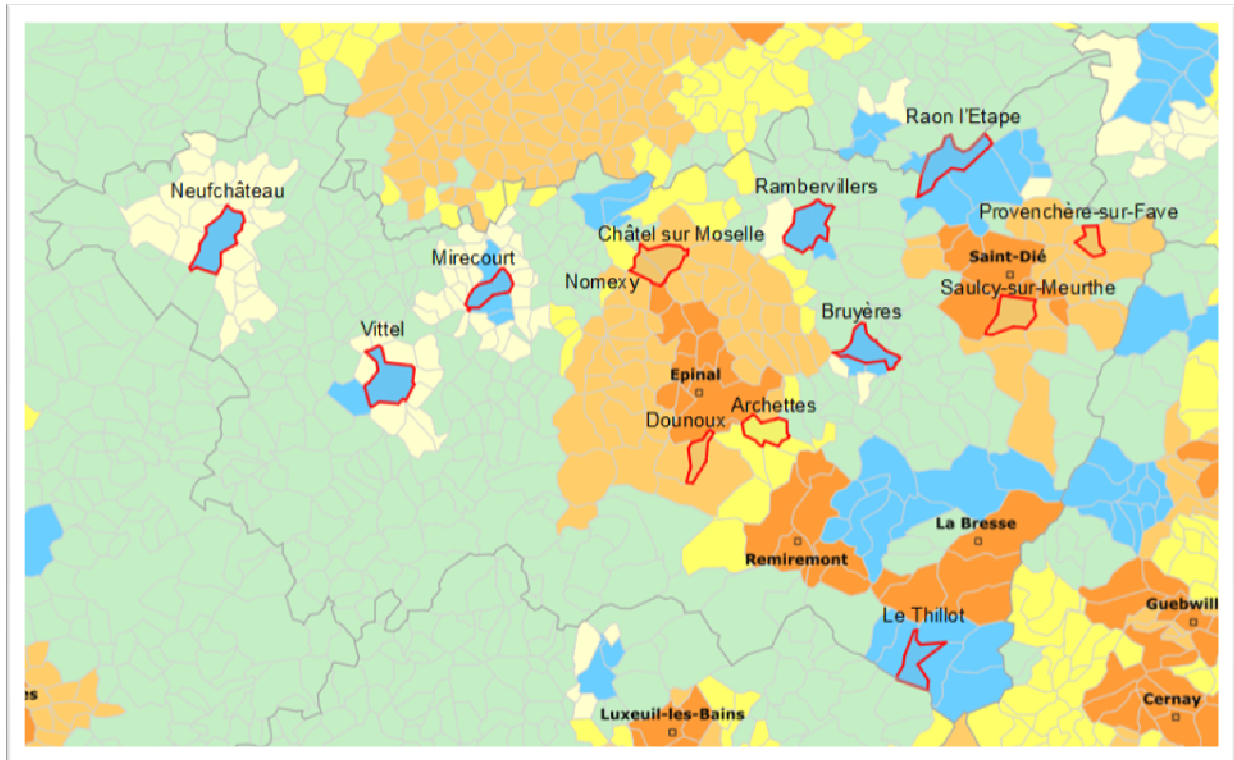 Raon l'Etape
Neufchâteau
Rambervillers
Provenchère-sur-Fave
Châtel sur Moselle
Mirecourt
Saint-Dié
Nomexy
Saulcy-sur-Meurthe
Bruyères
Vittel
Epinal
Archettes
Dounoux
La Bresse
Remiremont
Guebwill
Le Thillot
es
Cernay
Luxeuil-les-Bains